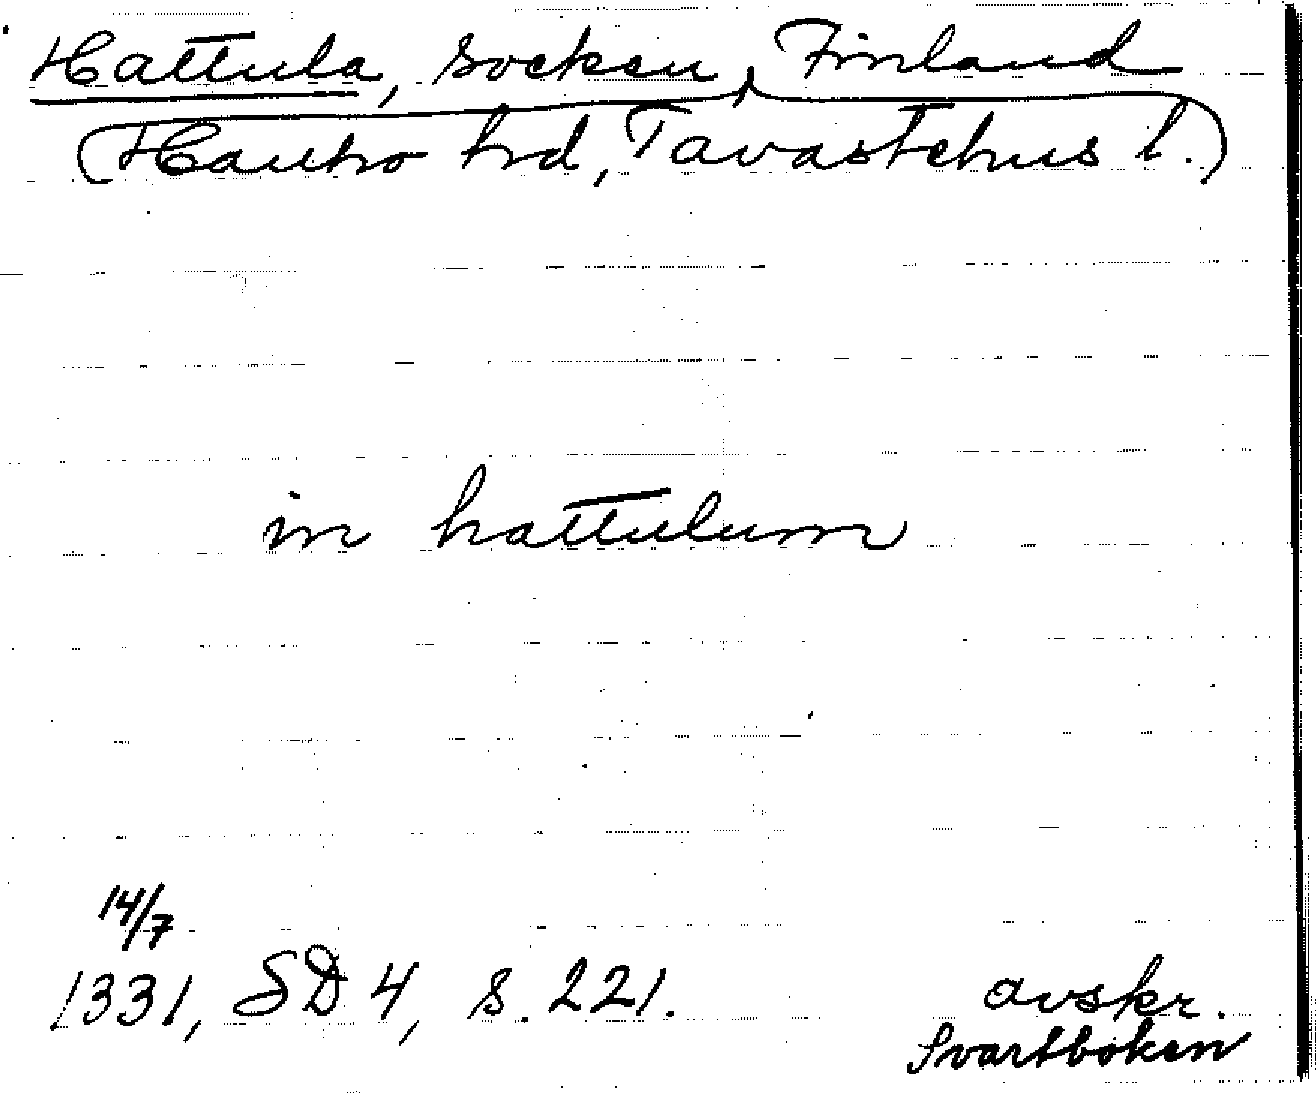 Hattula, socken, Finland
(Hauho hd, Tavastehus l.)
in hattulum
14/7
1331, SD 4, s. 221. avskr.
Svartboken